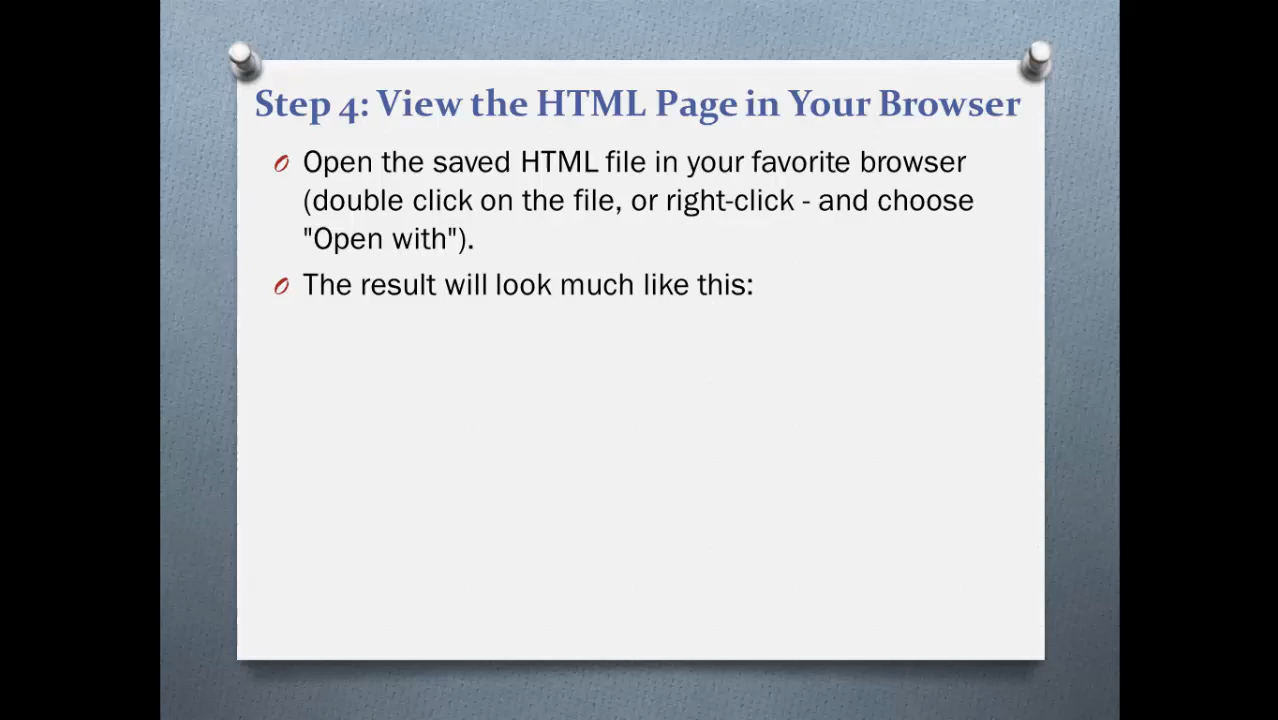 Step 4: View the HTML Page in Your Browser
Open the saved HTML file in your favorite browser
(double click on the file, or right-click - and choose
"Open with").
The result will look much like this: